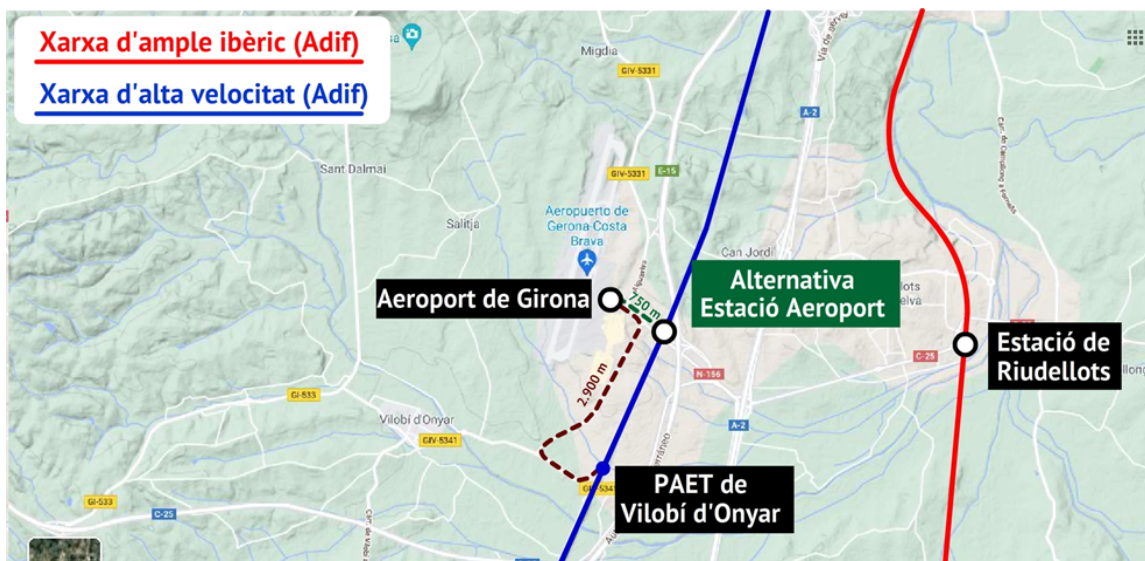 Xarxa d'ample ibèric (Adif)
Xarxa d'alta velocitat (Adif)
Migdia
GIV-5331
A-2
Sant Dalmai
GIV-5331
E-15
Salitja
Aeropuerto de
Gerona-Costa
Brava
Can Jordi
Alternativa
Estació Aeroport
Aeroport de Girona
750 m
Estació de
Riudellots
C-25
N-156
2.900 m
GI-533
Vilobí d'Onyar
GIV-5341
A-2
PAET de
Vilobí d'Onyar
GI-533
C-25